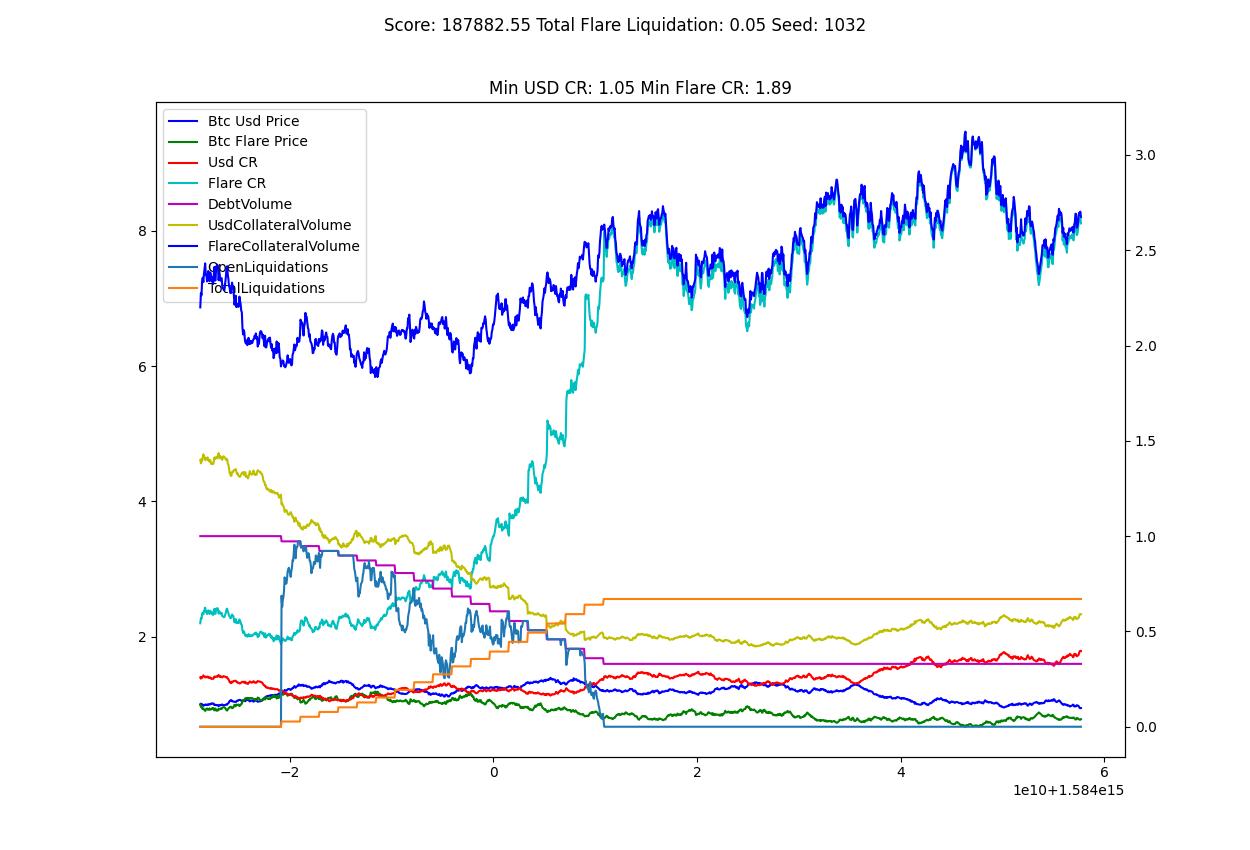 Score: 187882.55 Total Flare Liquidation: 0.05 Seed: 1032
Min USD CR: 1.05 Min Flare CR: 1.89
Btc Usd Price
Btc Flare Price
Usd CR
Flare CR
DebtVolume
UsdCollateralVolume
FlareCollateralVolume
OpenLiquidations
TotalLiquidations
8
6
4
2
3.0
2.5
2.0
1.5
1.0
0.5
0.0
−2
0
2
4
6
1e10+1.584e15